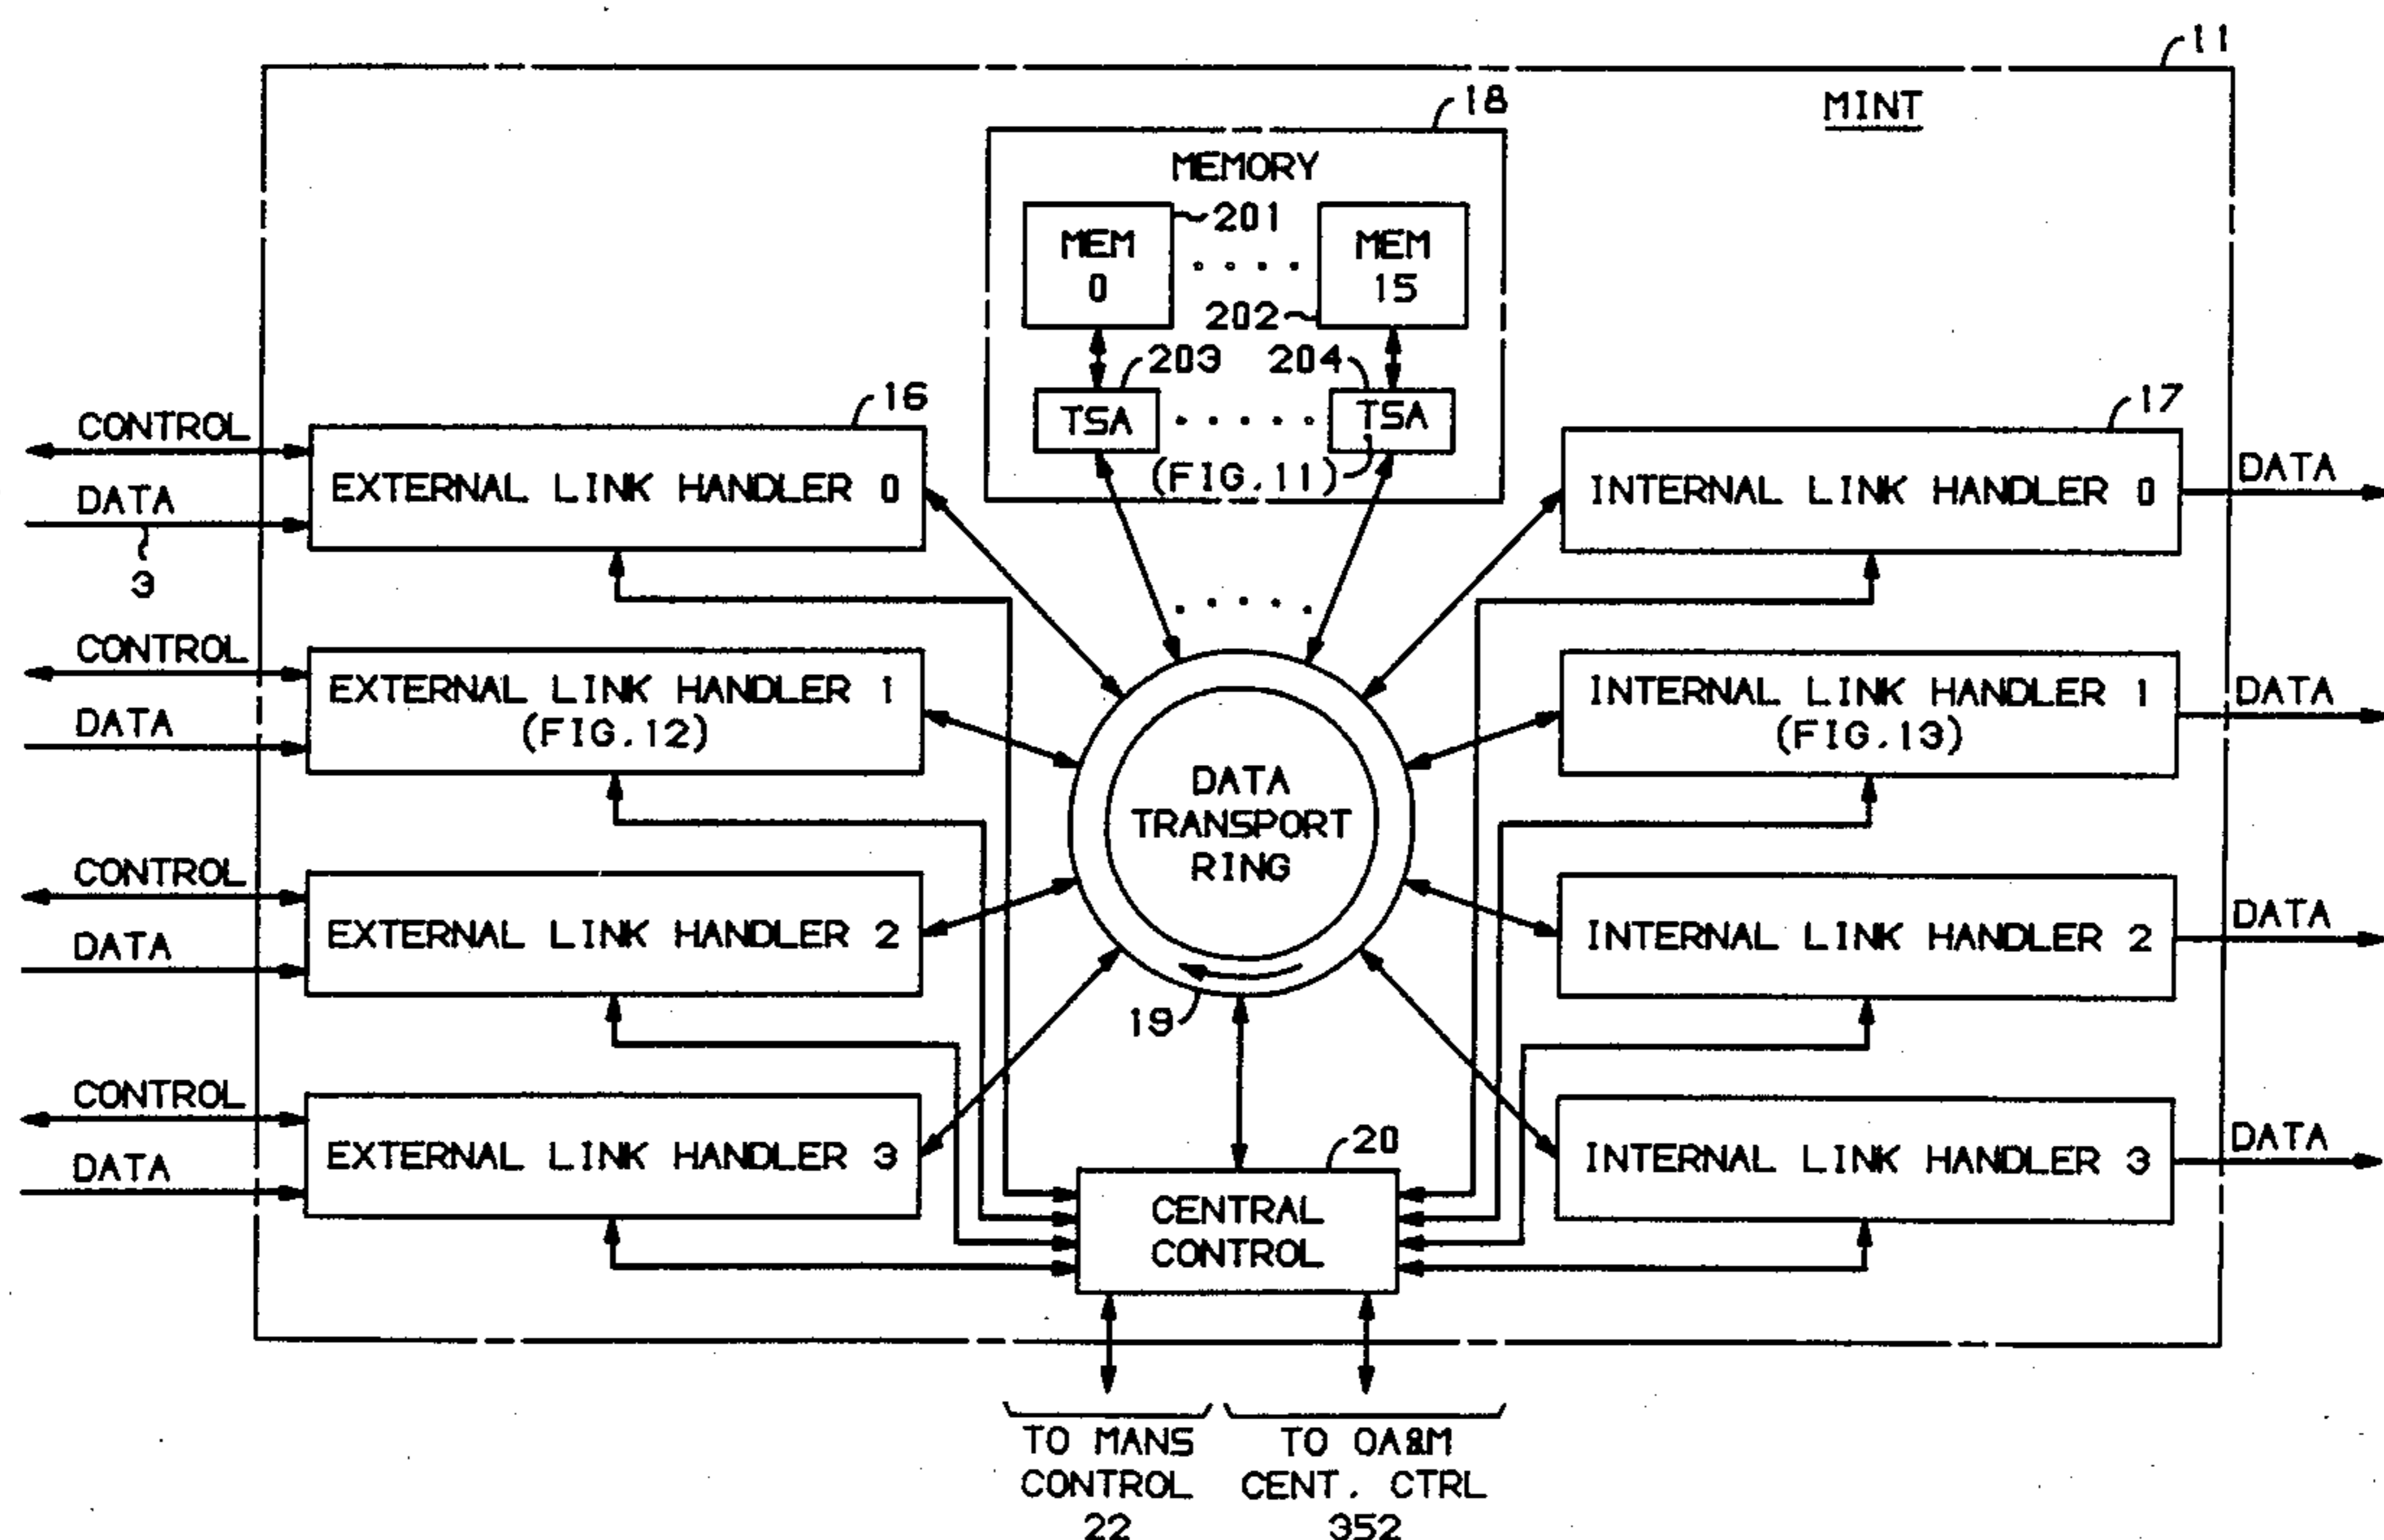 11
MINT
18
MEMORY
MEM
0
201
MEM
15
202
203
204
TSA
TSA
(FIG.11)
CONTROL
DATA
3
16
EXTERNAL LINK HANDLER 0
17
INTERNAL LINK HANDLER 0
DATA
CONTROL
DATA
EXTERNAL LINK HANDLER 1
(FIG.12)
INTERNAL LINK HANDLER 1
(FIG.13)
DATA
DATA
TRANSPORT
RING
19
CONTROL
DATA
EXTERNAL LINK HANDLER 2
INTERNAL LINK HANDLER 2
DATA
CONTROL
DATA
EXTERNAL LINK HANDLER 3
INTERNAL LINK HANDLER 3
DATA
20
CENTRAL
CONTROL
TO MANS
CONTROL
22
TO OA&M
CENT. CTRL
352